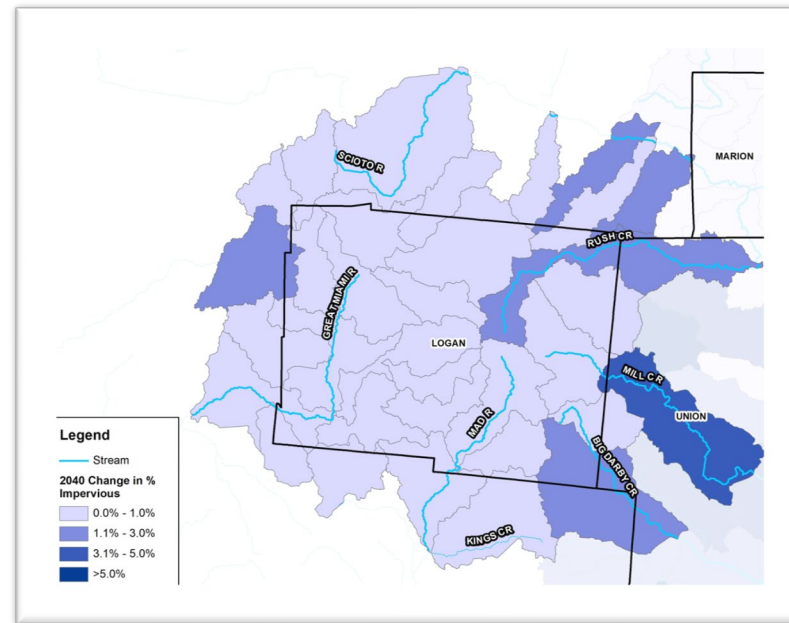 SCIOTO R
MARION
RUSH CR
GREAT MIAMI R
LOGAN
MILL CR
UNION
MAD R
BIG DARBY CR
KINGS CR
Legend
Stream
2040 Change in %
Impervious
0.0% - 1.0%
1.1% - 3.0%
3.1% - 5.0%
>5.0%